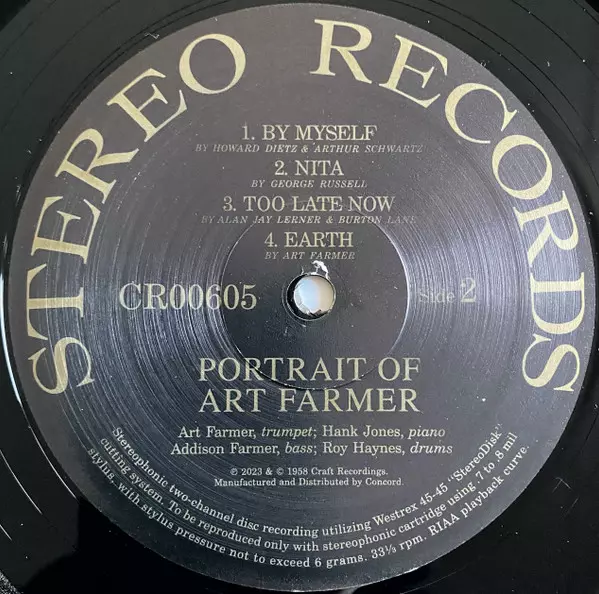 STEREO RECORDS
1. BY MYSELF
BY HOWARD DIETZ & ARTHUR SCHWARTZ
2. NITA
BY GEORGE RUSSELL
3. TOO LATE NOW
BY ALAN JAY LERNER & BURTON LANE
4. EARTH
BY ART FARMER
CR00605
Side 2
PORTRAIT OF
ART FARMER
Art Farmer, trumpet; Hank Jones, piano
Addison Farmer, bass; Roy Haynes, drums
© 2023 & ℗ 1958 Craft Recordings.
Manufactured and Distributed by Concord.
Stereophonic two-channel disc recording utilizing Westrex 45-45 "StereoDisk"
cutting system. To be reproduced only with stereophonic cartridge using .7 to .8 mil
stylus - with stylus pressure not to exceed 6 grams. 33⅓ rpm. RIAA playback curve.